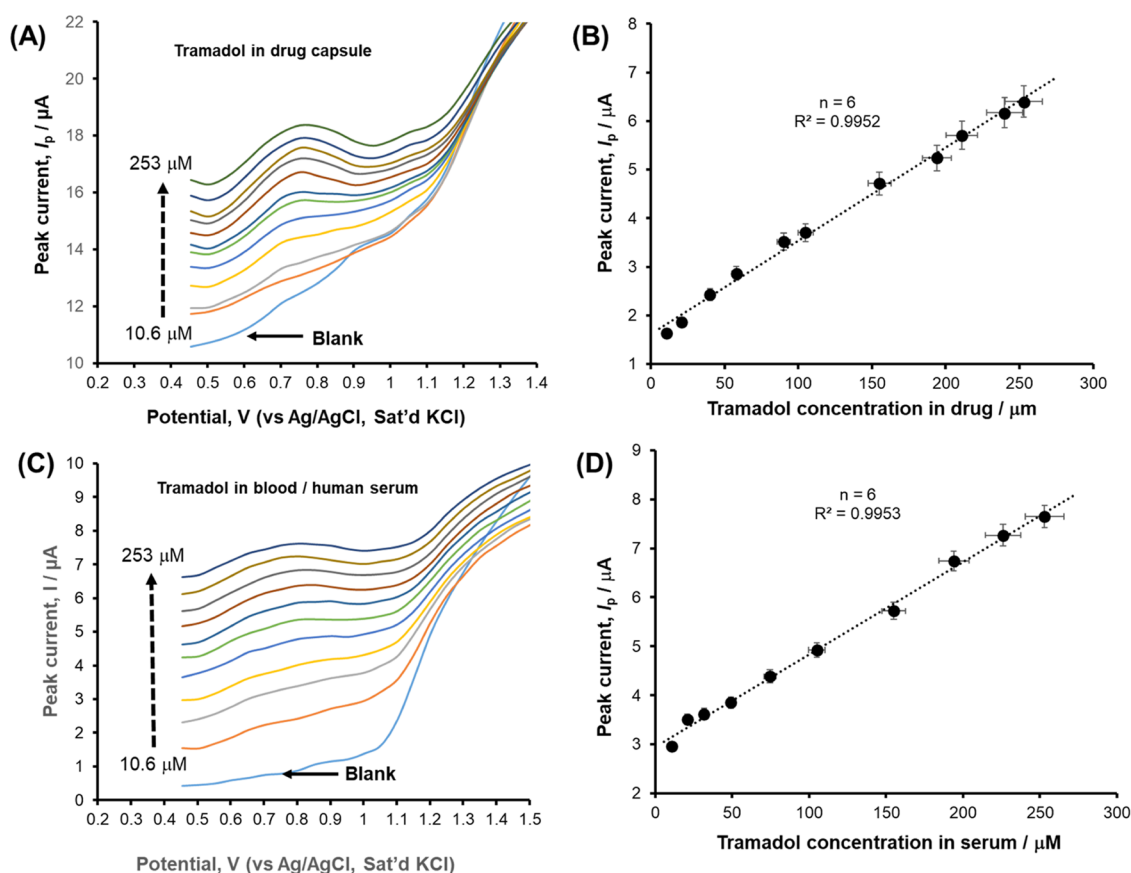 (A)
Tramadol in drug capsule
Peak current, Ip / μA
22
20
18
16
14
12
10
253 μM
10.6 μM
Blank
0.2 0.3 0.4 0.5 0.6 0.7 0.8 0.9 1.0 1.1 1.2 1.3 1.4
Potential, V (vs Ag/AgCl, Sat'd KCl)
(B)
n = 6
R² = 0.9952
Peak current, Ip / μA
8
7
6
5
4
3
2
1
0 50 100 150 200 250 300
Tramadol concentration in drug / μm
(C)
Tramadol in blood / human serum
Peak current, I / μA
10
9
8
7
6
5
4
3
2
1
0
253 μM
10.6 μM
Blank
0.2 0.3 0.4 0.5 0.6 0.7 0.8 0.9 1.0 1.1 1.2 1.3 1.4 1.5
Potential, V (vs Ag/AgCl, Sat'd KCl)
(D)
n = 6
R² = 0.9953
Peak current, Ip / μA
9
8
7
6
5
4
3
2
0 50 100 150 200 250 300
Tramadol concentration in serum / μM